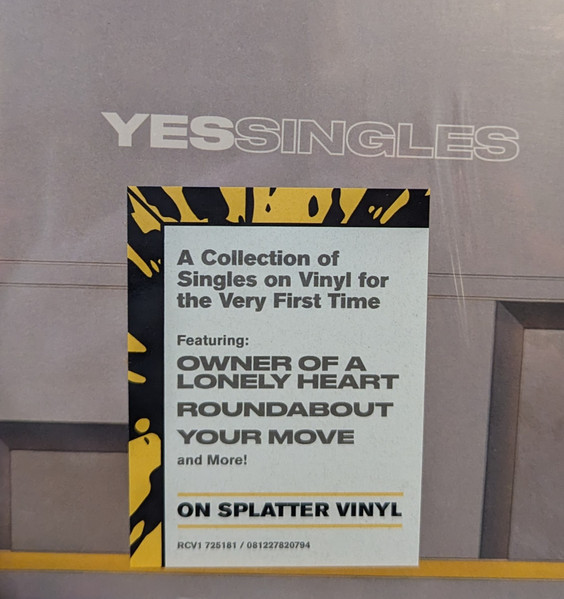 YESSINGLES
A Collection of
Singles on Vinyl for
the Very First Time
Featuring:
OWNER OF A
LONELY HEART
ROUNDABOUT
YOUR MOVE
and More!
ON SPLATTER VINYL
RCV1 725181 / 081227820794